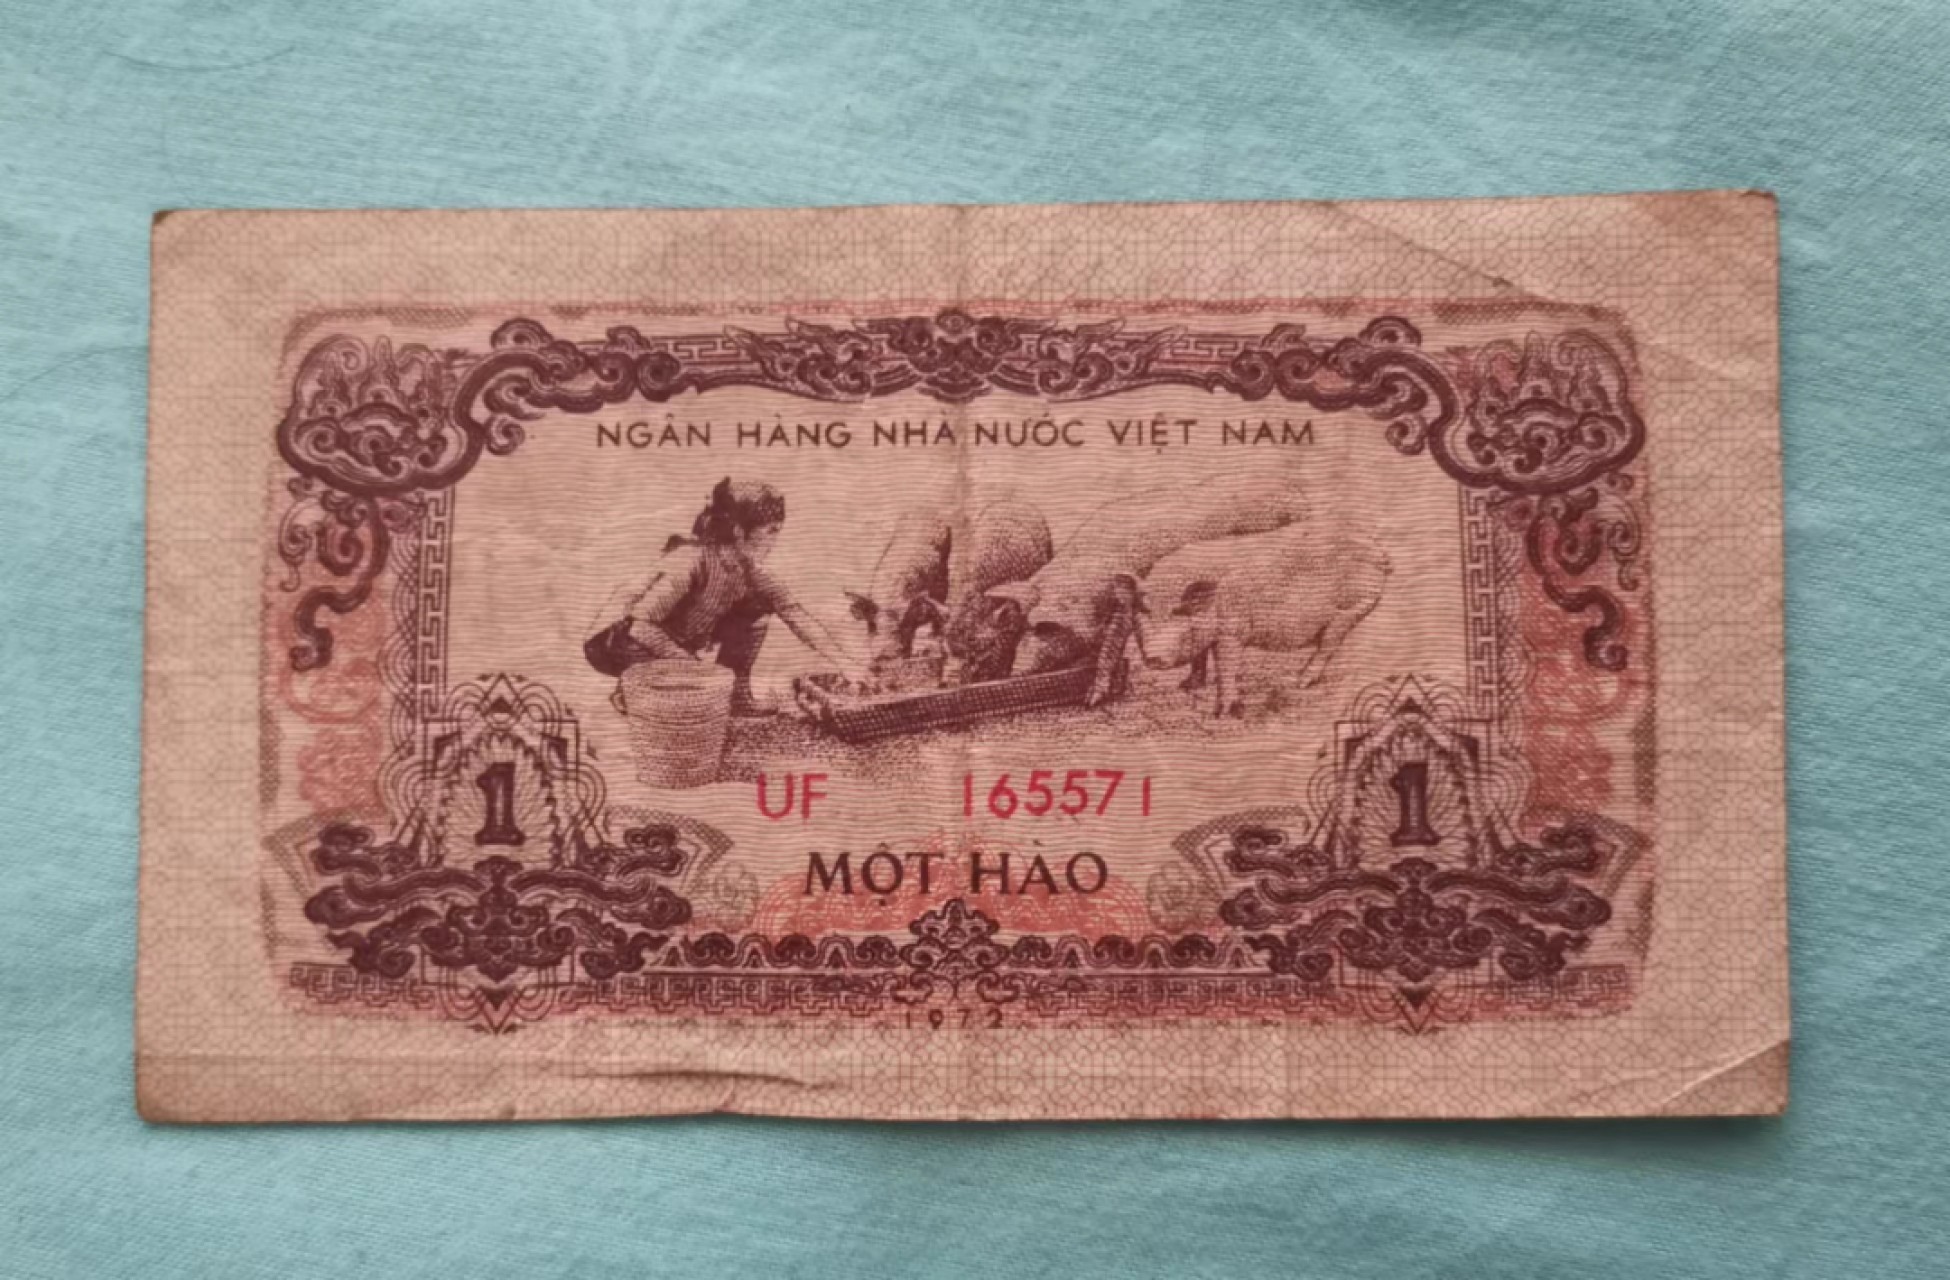 NGÂN HÀNG NHÀ NƯỚC VIỆT NAM
UF 165571
1 1
MỘT HÀO
1972